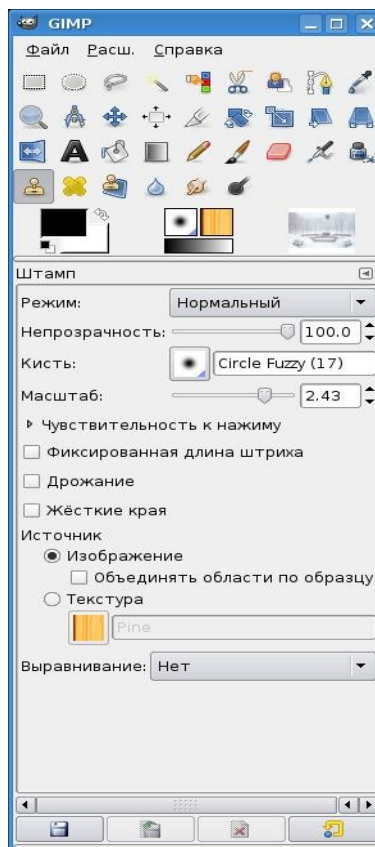 GIMP
Файл Расш. Справка
Штамп
Режим: Нормальный
Непрозрачность: 100.0
Кисть: Circle Fuzzy (17)
Масштаб: 2.43
Чувствительность к нажиму
Фиксированная длина штриха
Дрожание
Жёсткие края
Источник
Изображение
Объединять области по образцу
Текстура
Pine
Выравнивание: Нет